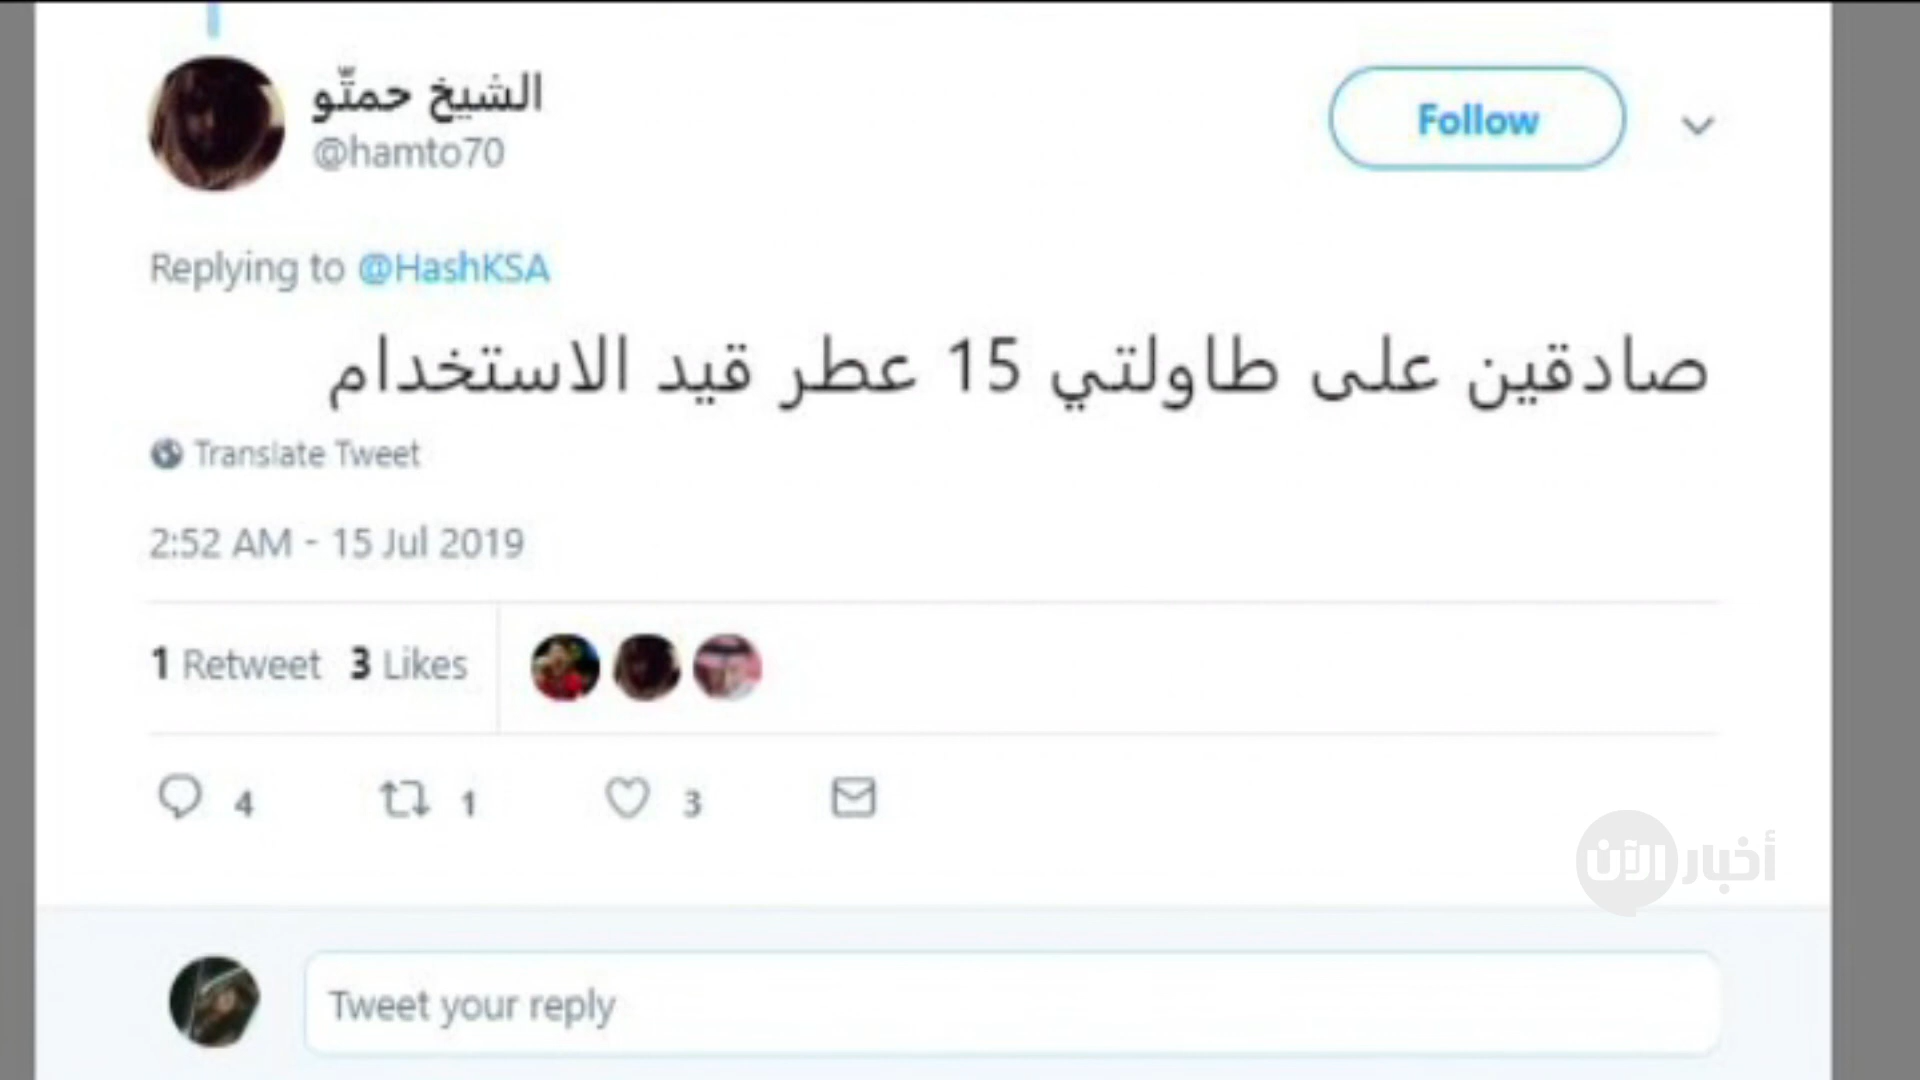 الشيخ حمتّو
@hamto70
Follow
Replying to @HashKSA
صادقين على طاولتي 15 عطر قيد الاستخدام
Translate Tweet
2:52 AM - 15 Jul 2019
1 Retweet 3 Likes
4 1 3
أخبار الآن
Tweet your reply